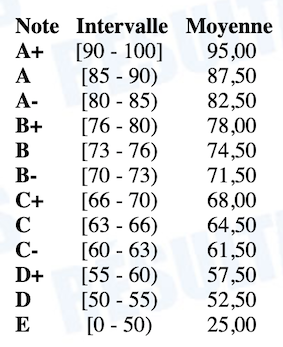 Note Intervalle Moyenne
A+ [90 - 100] 95,00
A [85 - 90) 87,50
A- [80 - 85) 82,50
B+ [76 - 80) 78,00
B [73 - 76) 74,50
B- [70 - 73) 71,50
C+ [66 - 70) 68,00
C [63 - 66) 64,50
C- [60 - 63) 61,50
D+ [55 - 60) 57,50
D [50 - 55) 52,50
E [0 - 50) 25,00